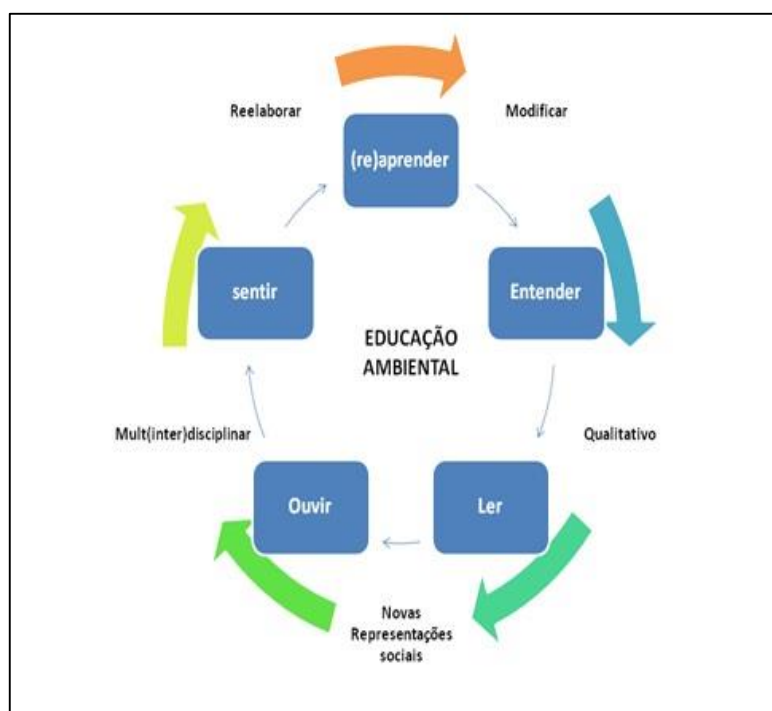 Reelaborar
Modificar
(re)aprender
sentir
Entender
EDUCAÇÃO
AMBIENTAL
Mult(inter)disciplinar
Qualitativo
Ouvir
Ler
Novas
Representações
sociais